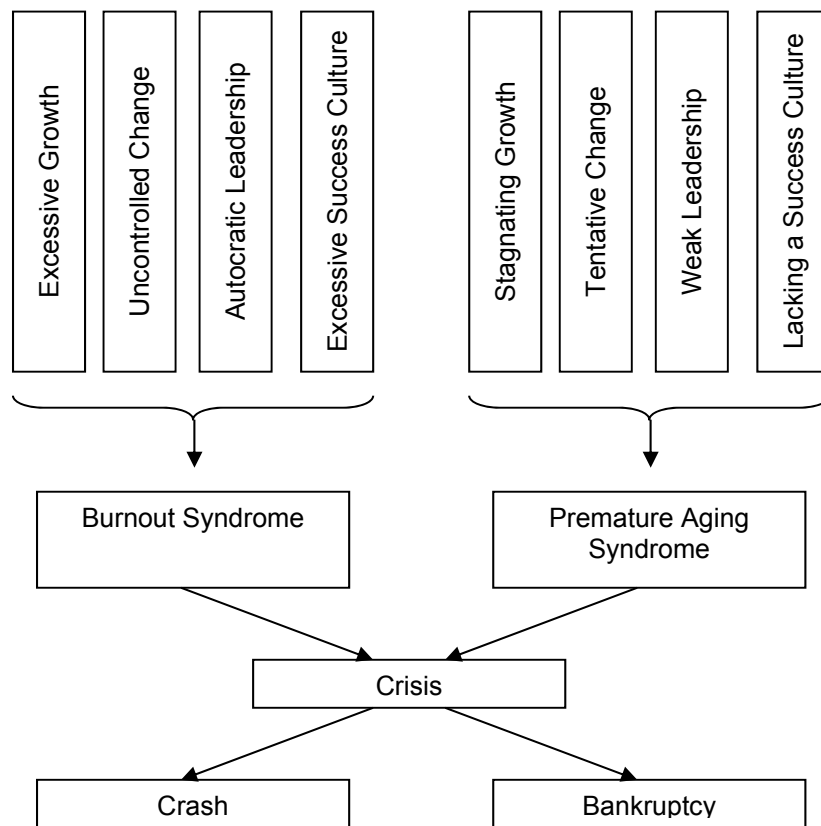 Excessive Growth
Uncontrolled Change
Autocratic Leadership
Excessive Success Culture
Stagnating Growth
Tentative Change
Weak Leadership
Lacking a Success Culture
Burnout Syndrome
Premature Aging
Syndrome
Crisis
Crash
Bankruptcy